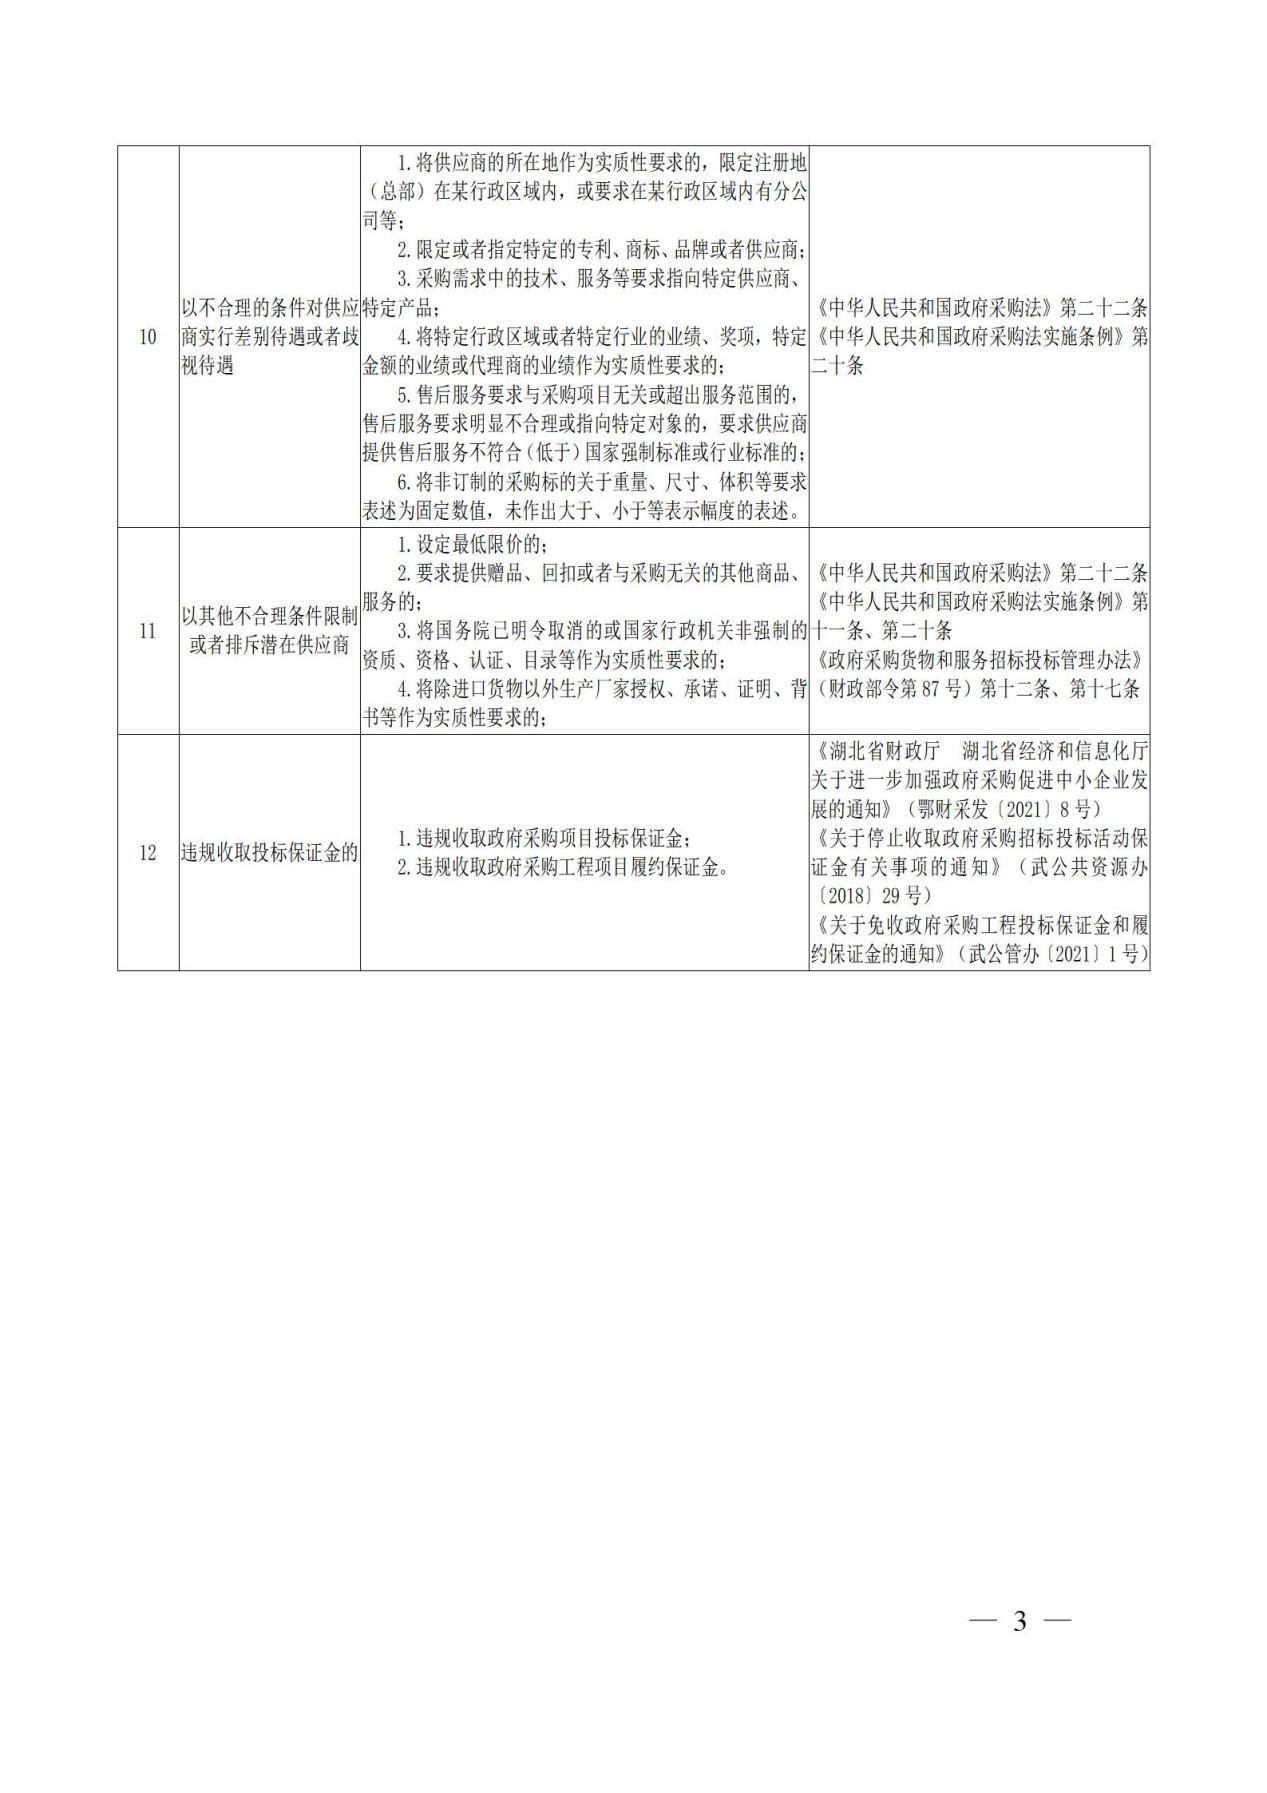 10
以不合理的条件对供应
商实行差别待遇或者歧
视待遇
1.将供应商的所在地作为实质性要求的，限定注册地
（总部）在某行政区域内，或要求在某行政区域内有分公
司等；
2.限定或者指定特定的专利、商标、品牌或者供应商；
3.采购需求中的技术、服务等要求指向特定供应商、
特定产品；
4.将特定行政区域或者特定行业的业绩、奖项，特定
金额的业绩或代理商的业绩作为实质性要求的；
5.售后服务要求与采购项目无关或超出服务范围的，
售后服务要求明显不合理或指向特定对象的，要求供应商
提供售后服务不符合（低于）国家强制标准或行业标准的；
6.将非订制的采购标的关于重量、尺寸、体积等要求
表述为固定数值，未作出大于、小于等表示幅度的表述。
《中华人民共和国政府采购法》第二十二条
《中华人民共和国政府采购法实施条例》第
二十条
11
以其他不合理条件限制
或者排斥潜在供应商
1.设定最低限价的；
2.要求提供赠品、回扣或者与采购无关的其他商品、
服务的；
3.将国务院已明令取消的或国家行政机关非强制的
资质、资格、认证、目录等作为实质性要求的；
4.将除进口货物以外生产厂家授权、承诺、证明、背
书等作为实质性要求的；
《中华人民共和国政府采购法》第二十二条
《中华人民共和国政府采购法实施条例》第
十一条、第二十条
《政府采购货物和服务招标投标管理办法》
（财政部令第 87 号）第十二条、第十七条
12
违规收取投标保证金的
1.违规收取政府采购项目投标保证金；
2.违规收取政府采购工程项目履约保证金。
《湖北省财政厅　湖北省经济和信息化厅
关于进一步加强政府采购促进中小企业发
展的通知》（鄂财采发〔2021〕8 号）
《关于停止收取政府采购招标投标活动保
证金有关事项的通知》（武公共资源办
〔2018〕29 号）
《关于免收政府采购工程投标保证金和履
约保证金的通知》（武公管办〔2021〕1 号）
— 3 —